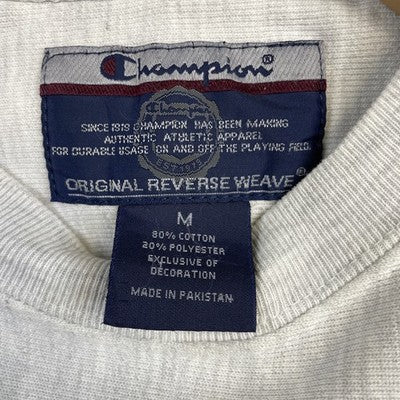 Champion®
SINCE 1919 CHAMPION HAS BEEN MAKING
AUTHENTIC ATHLETIC APPAREL
FOR DURABLE USAGE ON AND OFF THE PLAYING FIELD.
ORIGINAL REVERSE WEAVE®
M
80% COTTON
20% POLYESTER
EXCLUSIVE OF
DECORATION
MADE IN PAKISTAN